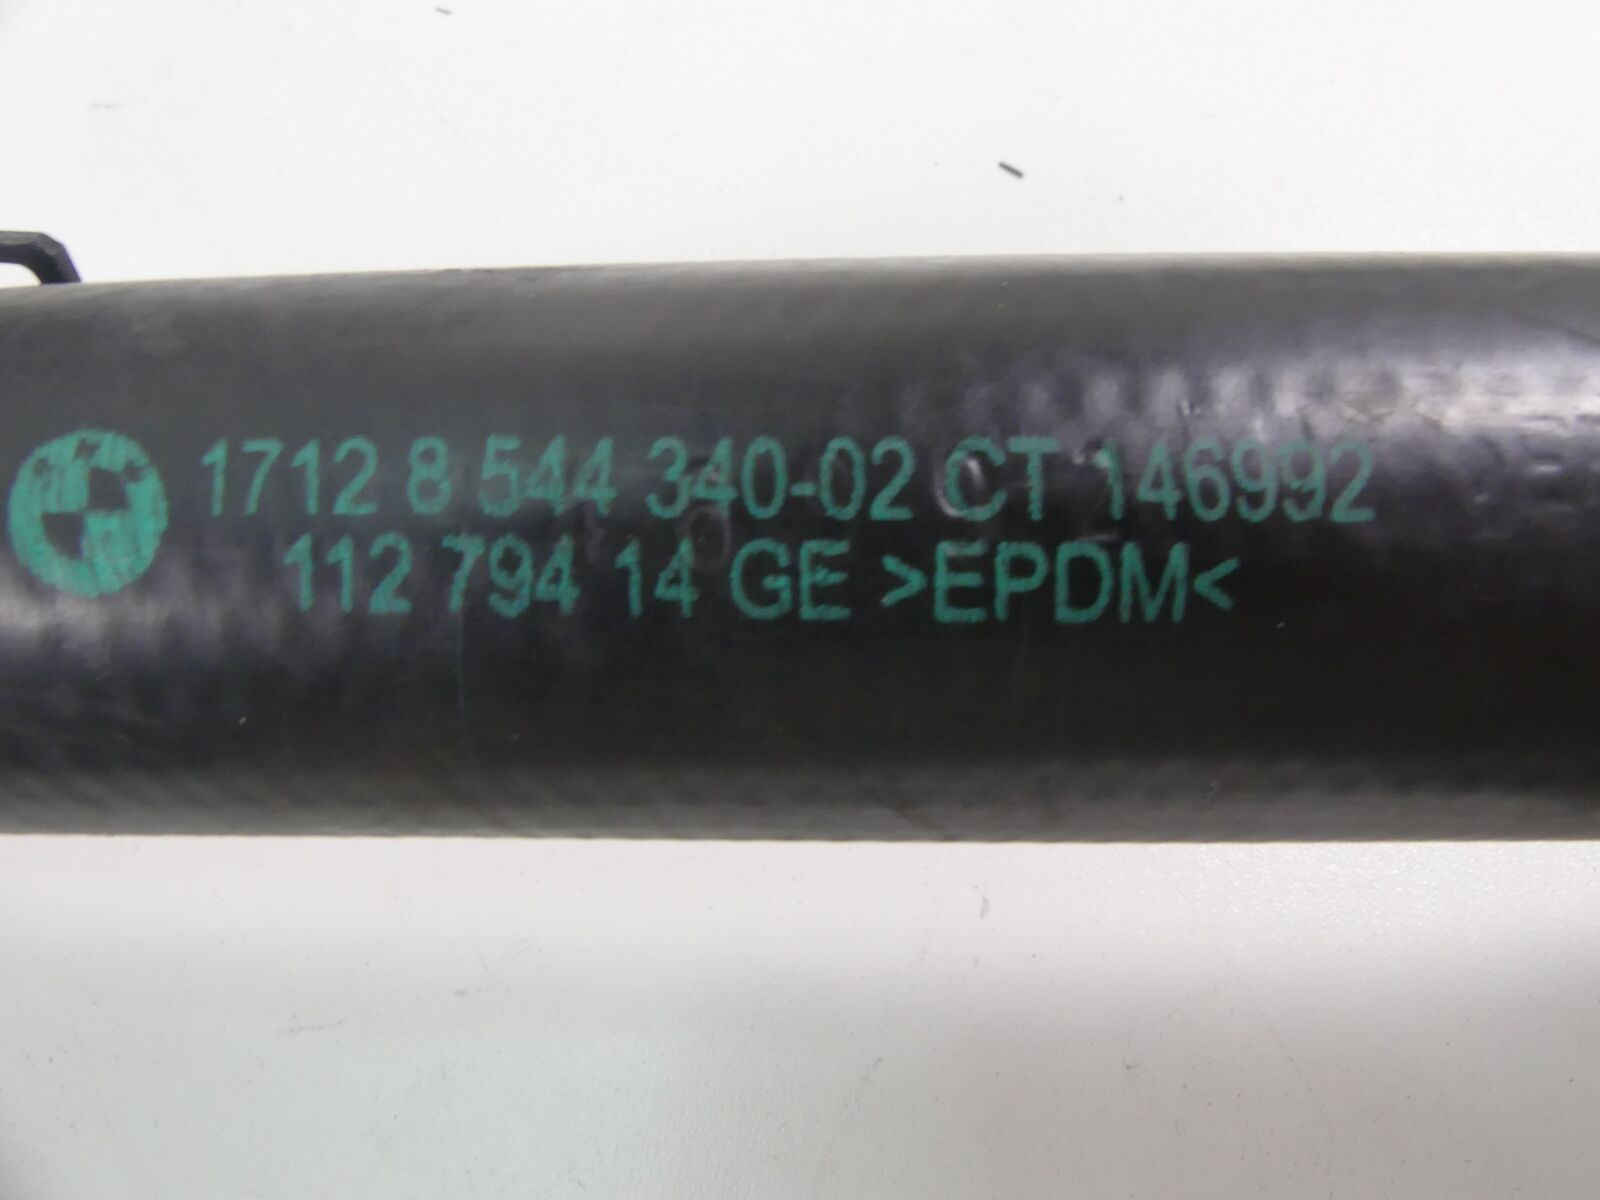 1712 8 544 340-02 CT 146992
112 794 14 GE >EPDM<